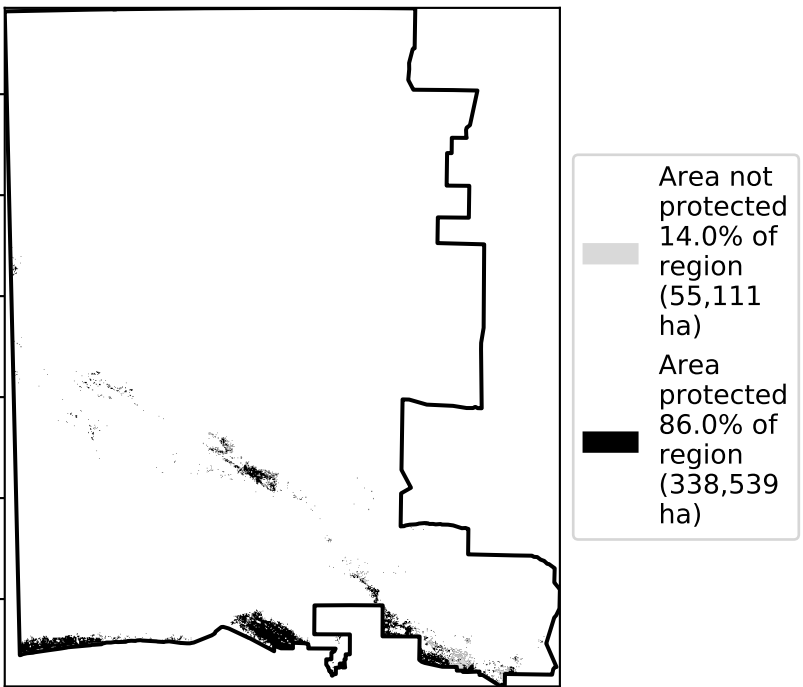 Area not
protected
14.0% of
region
(55,111
ha)
Area
protected
86.0% of
region
(338,539
ha)